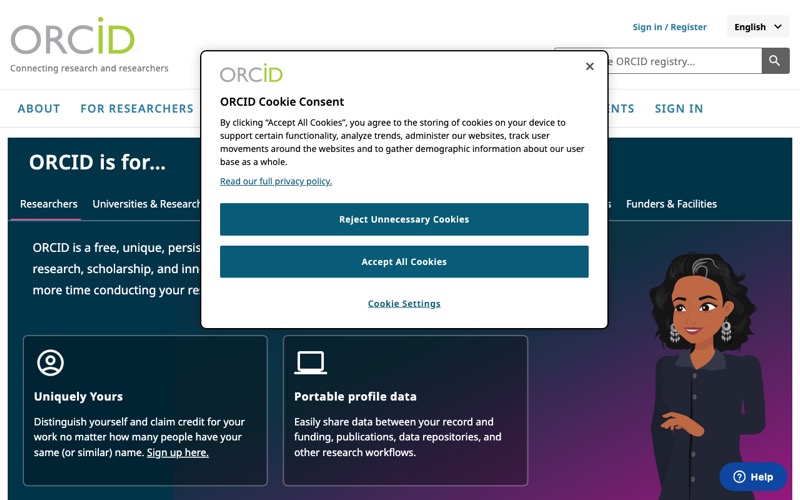 ORCID
Connecting research and researchers
Sign in / Register
English
ORCID registry...
ABOUT
FOR RESEARCHERS
SIGN IN
ORCID is for...
Researchers
Funders & Facilities
ORCID is a free, unique,
research, scholarship, and
more time conducting your
ORCID
ORCID Cookie Consent
By clicking “Accept All Cookies”, you agree to the storing of cookies on your device to
support certain functionality, analyze trends, administer our websites, track user
movements around the websites and to gather demographic information about our user
base as a whole.
Read our full privacy policy.
Reject Unnecessary Cookies
Accept All Cookies
Cookie Settings
Uniquely Yours
Distinguish yourself and claim credit for your
work no matter how many people have your
same (or similar) name. Sign up here.
Portable profile data
Easily share data between your record and
funding, publications, data repositories, and
other research workflows.
Help